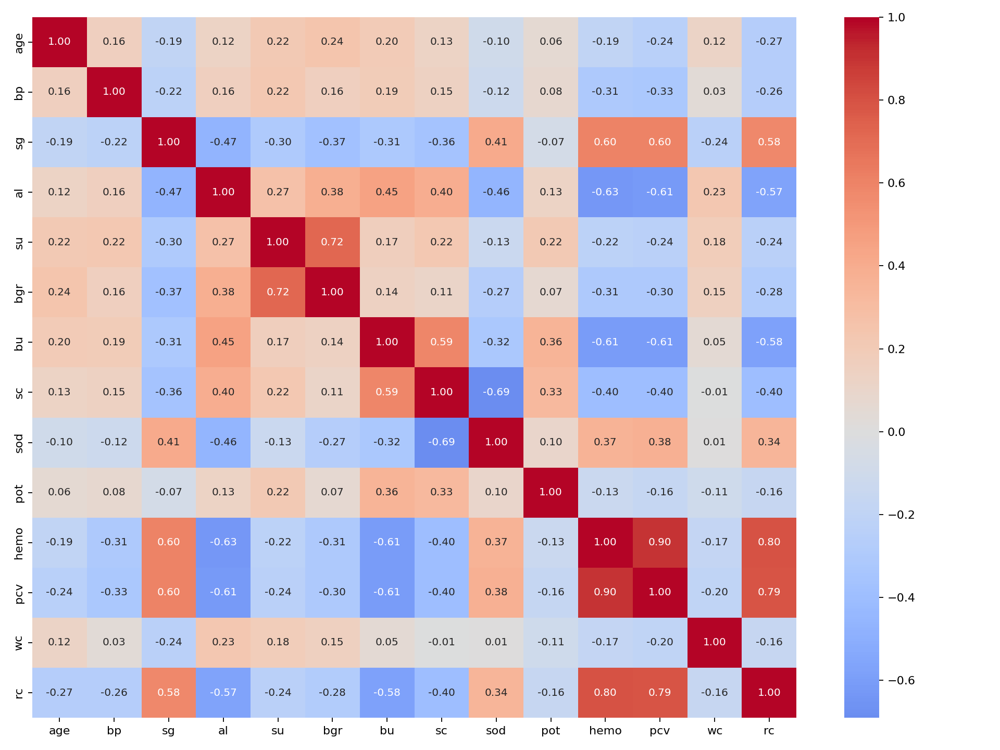 1.0
age 1.00 0.16 -0.19 0.12 0.22 0.24 0.20 0.13 -0.10 0.06 -0.19 -0.24 0.12 -0.27
bp 0.16 1.00 -0.22 0.16 0.22 0.16 0.19 0.15 -0.12 0.08 -0.31 -0.33 0.03 -0.26
0.8
sg -0.19 -0.22 1.00 -0.47 -0.30 -0.37 -0.31 -0.36 0.41 -0.07 0.60 0.60 -0.24 0.58
0.6
al 0.12 0.16 -0.47 1.00 0.27 0.38 0.45 0.40 -0.46 0.13 -0.63 -0.61 0.23 -0.57
su 0.22 0.22 -0.30 0.27 1.00 0.72 0.17 0.22 -0.13 0.22 -0.22 -0.24 0.18 -0.24
0.4
bgr 0.24 0.16 -0.37 0.38 0.72 1.00 0.14 0.11 -0.27 0.07 -0.31 -0.30 0.15 -0.28
bu 0.20 0.19 -0.31 0.45 0.17 0.14 1.00 0.59 -0.32 0.36 -0.61 -0.61 0.05 -0.58
0.2
sc 0.13 0.15 -0.36 0.40 0.22 0.11 0.59 1.00 -0.69 0.33 -0.40 -0.40 -0.01 -0.40
0.0
sod -0.10 -0.12 0.41 -0.46 -0.13 -0.27 -0.32 -0.69 1.00 0.10 0.37 0.38 0.01 0.34
pot 0.06 0.08 -0.07 0.13 0.22 0.07 0.36 0.33 0.10 1.00 -0.13 -0.16 -0.11 -0.16
−0.2
hemo -0.19 -0.31 0.60 -0.63 -0.22 -0.31 -0.61 -0.40 0.37 -0.13 1.00 0.90 -0.17 0.80
pcv -0.24 -0.33 0.60 -0.61 -0.24 -0.30 -0.61 -0.40 0.38 -0.16 0.90 1.00 -0.20 0.79
−0.4
wc 0.12 0.03 -0.24 0.23 0.18 0.15 0.05 -0.01 0.01 -0.11 -0.17 -0.20 1.00 -0.16
−0.6
rc -0.27 -0.26 0.58 -0.57 -0.24 -0.28 -0.58 -0.40 0.34 -0.16 0.80 0.79 -0.16 1.00
age bp sg al su bgr bu sc sod pot hemo pcv wc rc